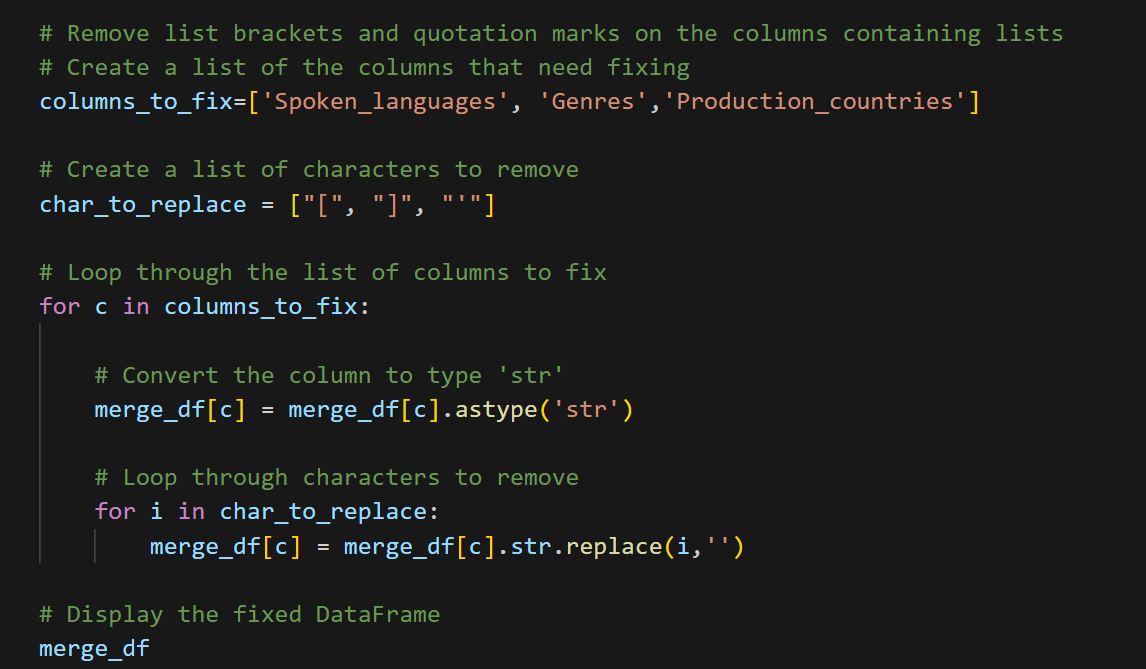 # Remove list brackets and quotation marks on the columns containing lists
# Create a list of the columns that need fixing
columns_to_fix=['Spoken_languages', 'Genres','Production_countries']
# Create a list of characters to remove
char_to_replace = ["[", "]", "'"]
# Loop through the list of columns to fix
for c in columns_to_fix:
    # Convert the column to type 'str'
    merge_df[c] = merge_df[c].astype('str')
    # Loop through characters to remove
    for i in char_to_replace:
        merge_df[c] = merge_df[c].str.replace(i,'')
# Display the fixed DataFrame
merge_df